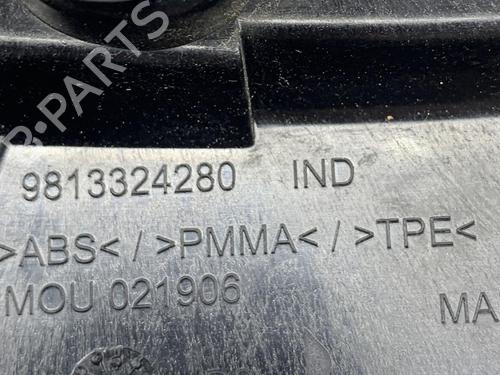 B-PARTS
9813324280 IND
>ABS< / >PMMA< / >TPE<
MOU 021906 MA